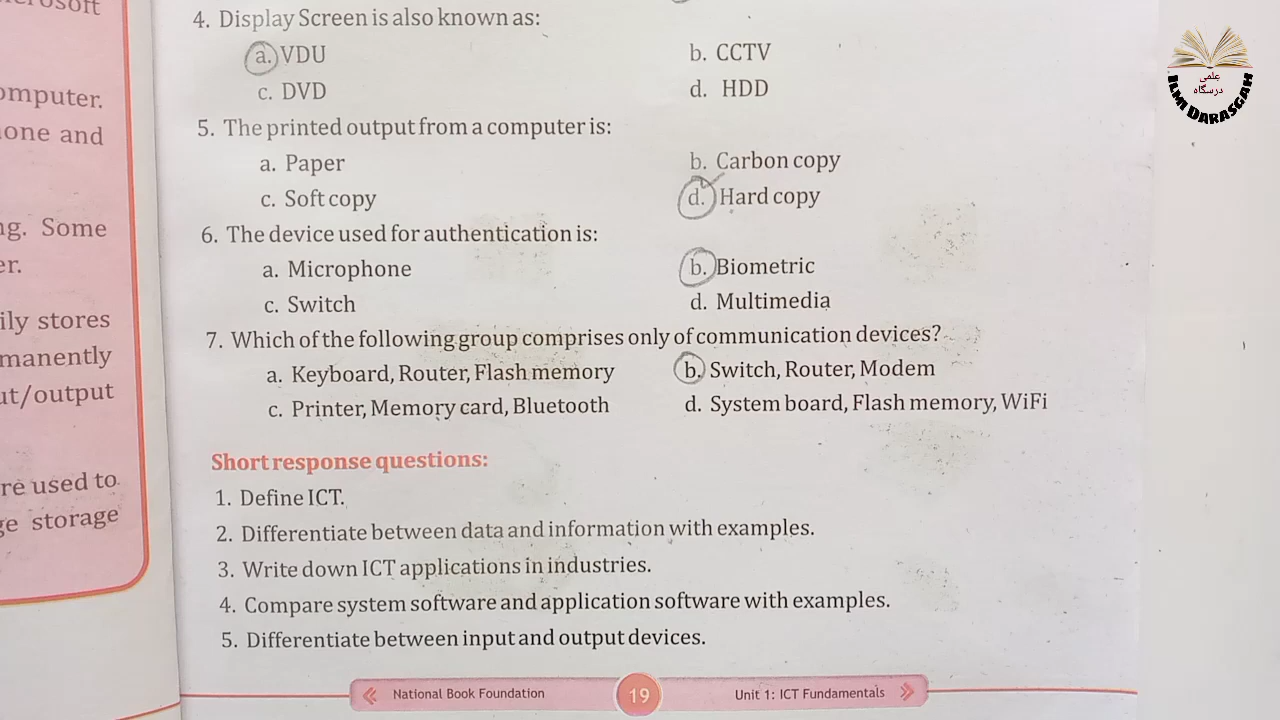 crosoft
omputer.
one and
ng. Some
er.
ily stores
manently
ut/output
re used to
ge storage
4. Display Screen is also known as:
a. VDU b. CCTV
c. DVD d. HDD
5. The printed output from a computer is:
a. Paper b. Carbon copy
c. Soft copy d. Hard copy
6. The device used for authentication is:
a. Microphone b. Biometric
c. Switch d. Multimedia
7. Which of the following group comprises only of communication devices?
a. Keyboard, Router, Flash memory b. Switch, Router, Modem
c. Printer, Memory card, Bluetooth d. System board, Flash memory, WiFi
Short response questions:
1. Define ICT.
2. Differentiate between data and information with examples.
3. Write down ICT applications in industries.
4. Compare system software and application software with examples.
5. Differentiate between input and output devices.
National Book Foundation 19 Unit 1: ICT Fundamentals
علمی
درسگاه
ILMI DARASGAH